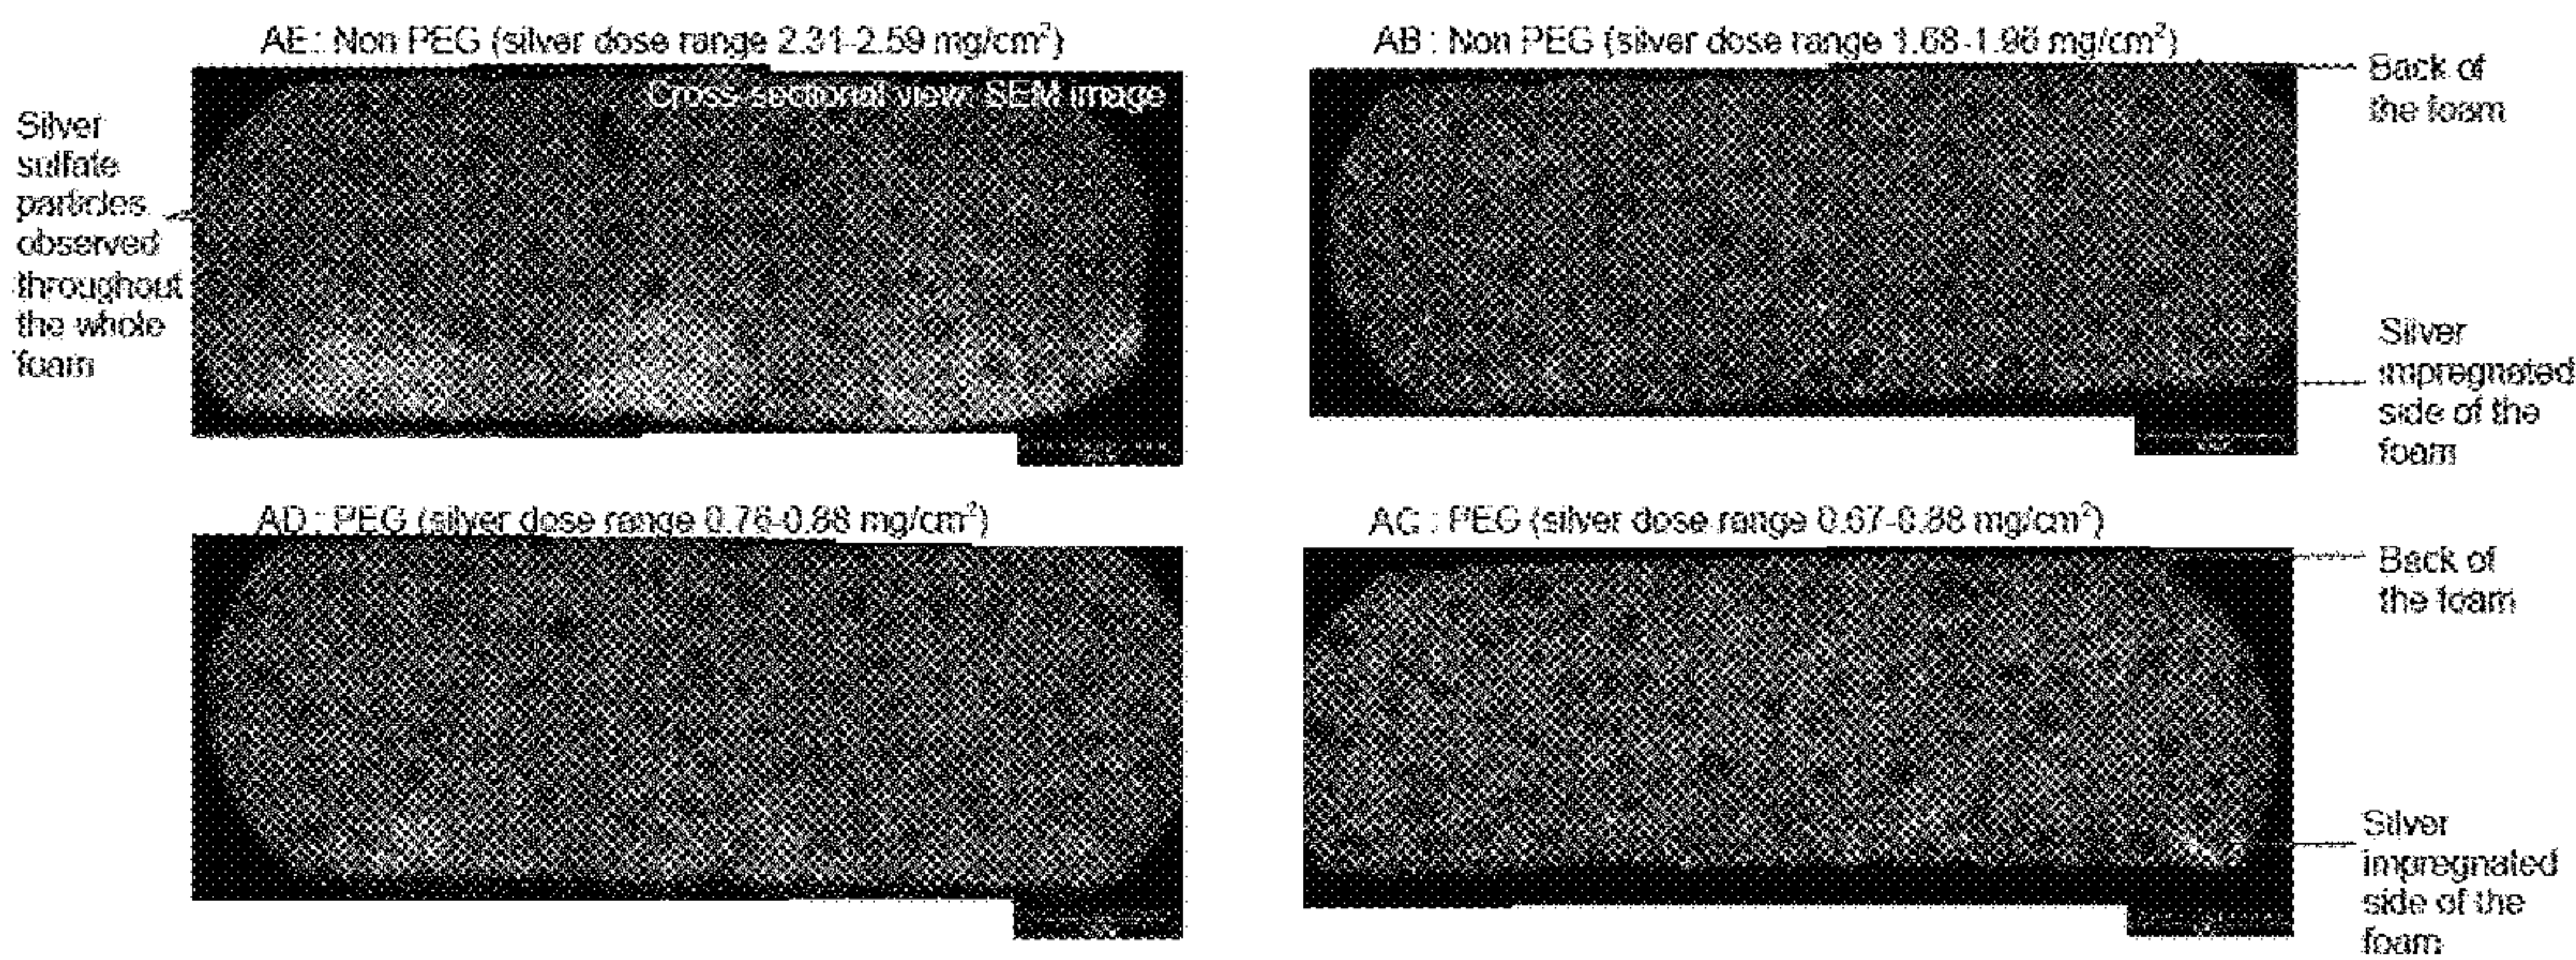 AE : Non PEG (silver dose range 2.31-2.59 mg/cm²)
Cross-sectional view: SEM image
Silver
sulfate
particles
observed
throughout
the whole
foam
AB : Non PEG (silver dose range 1.68-1.96 mg/cm²)
Back of
the foam
Silver
impregnated
side of the
foam
AD : PEG (silver dose range 0.76-0.88 mg/cm²)
AC : PEG (silver dose range 0.67-0.88 mg/cm²)
Back of
the foam
Silver
impregnated
side of the
foam